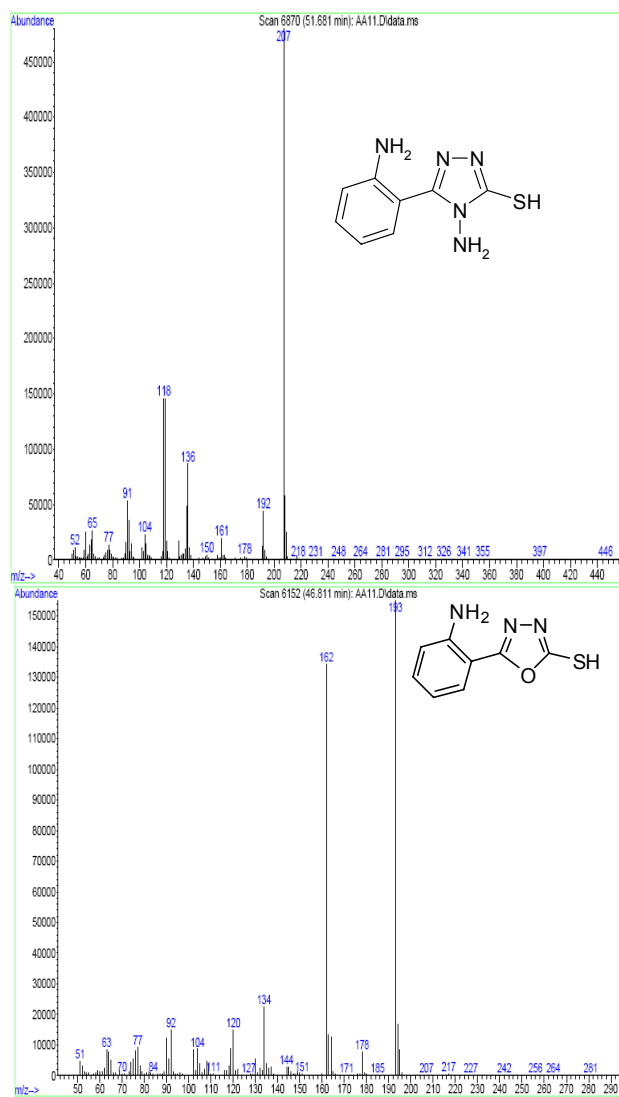 Abundance
Scan 6870 (51.681 min): AA11.D\data.ms
207
450000
400000
350000
300000
250000
200000
150000
100000
50000
0
NH2
N N
SH
N
NH2
118
136
91
192
65
52
77
104
161
150
178
218 231 248 264 281 295 312 326 341 355 397 446
40 60 80 100 120 140 160 180 200 220 240 260 280 300 320 340 360 380 400 420 440
m/z-->
Abundance
Scan 6152 (46.811 min): AA11.D\data.ms
193
150000
140000
130000
120000
110000
100000
90000
80000
70000
60000
50000
40000
30000
20000
10000
0
NH2
N N
SH
O
162
134
92
120
63
77
104
51
178
144
70 84 111 127 151 171 185 207 217 227 242 256 264 281
50 60 70 80 90 100 110 120 130 140 150 160 170 180 190 200 210 220 230 240 250 260 270 280 290
m/z-->